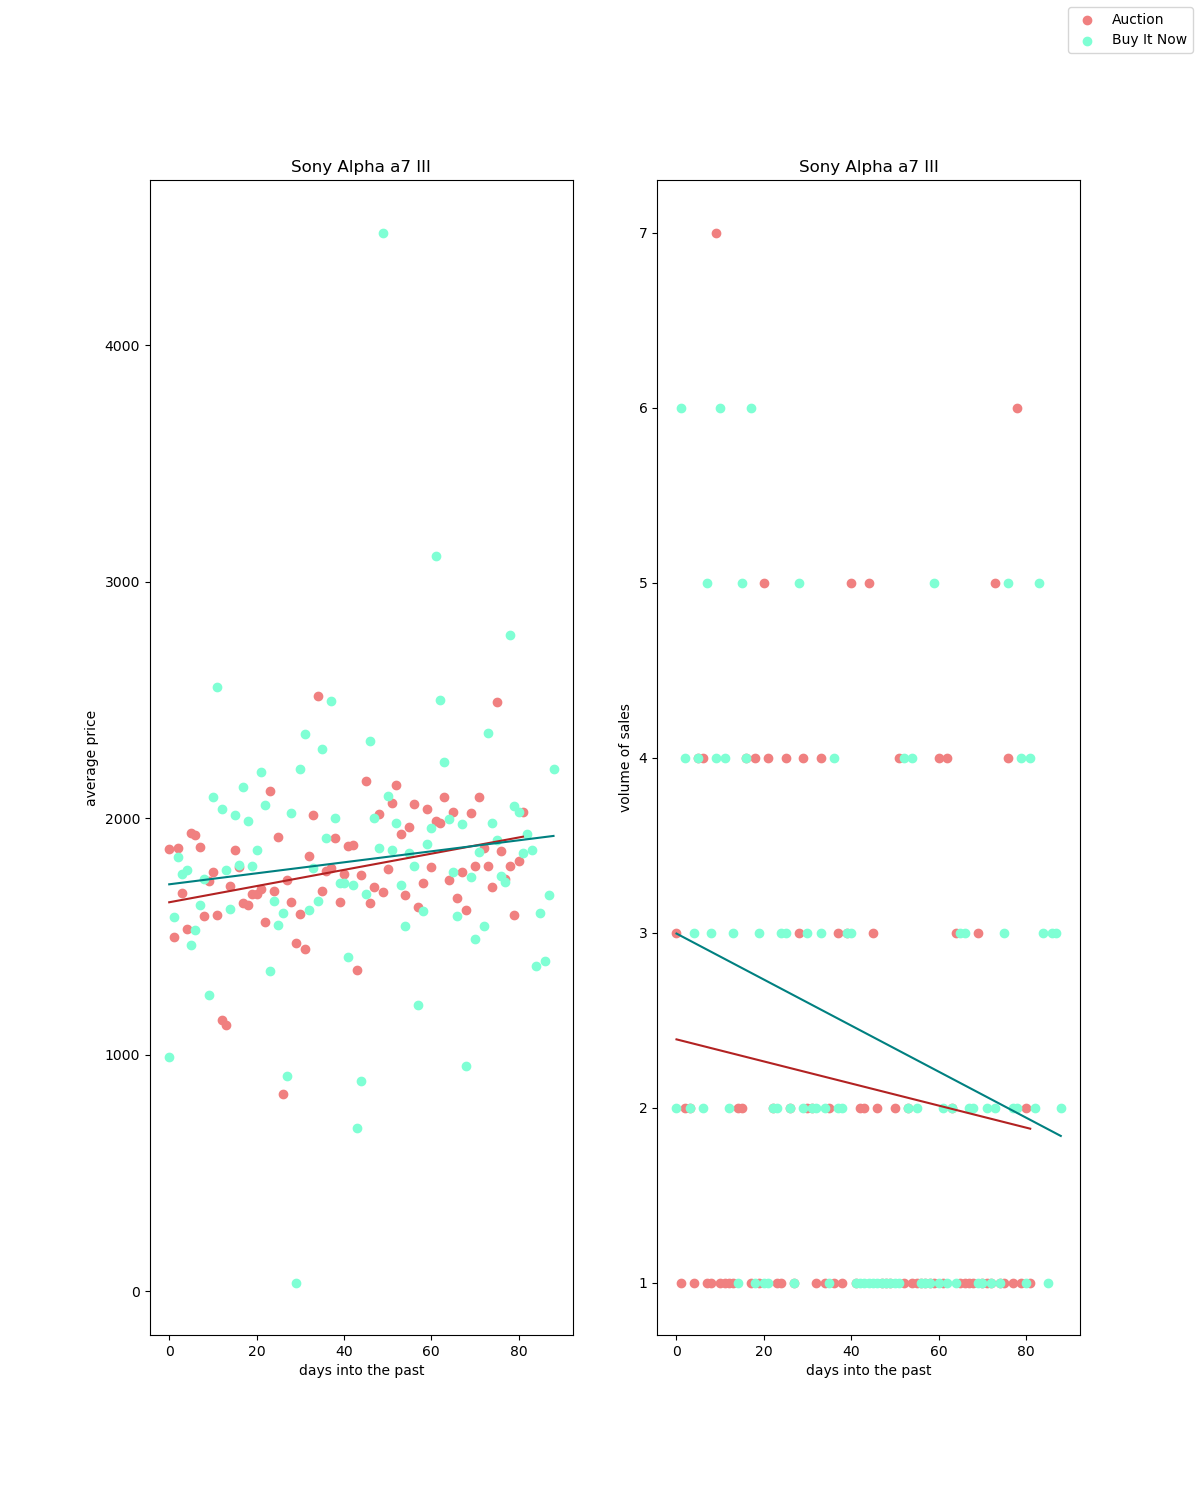 Auction
Buy It Now
Sony Alpha a7 III
4000
3000
2000
1000
0
average price
0 20 40 60 80
days into the past
Sony Alpha a7 III
7
6
5
4
3
2
1
volume of sales
0 20 40 60 80
days into the past